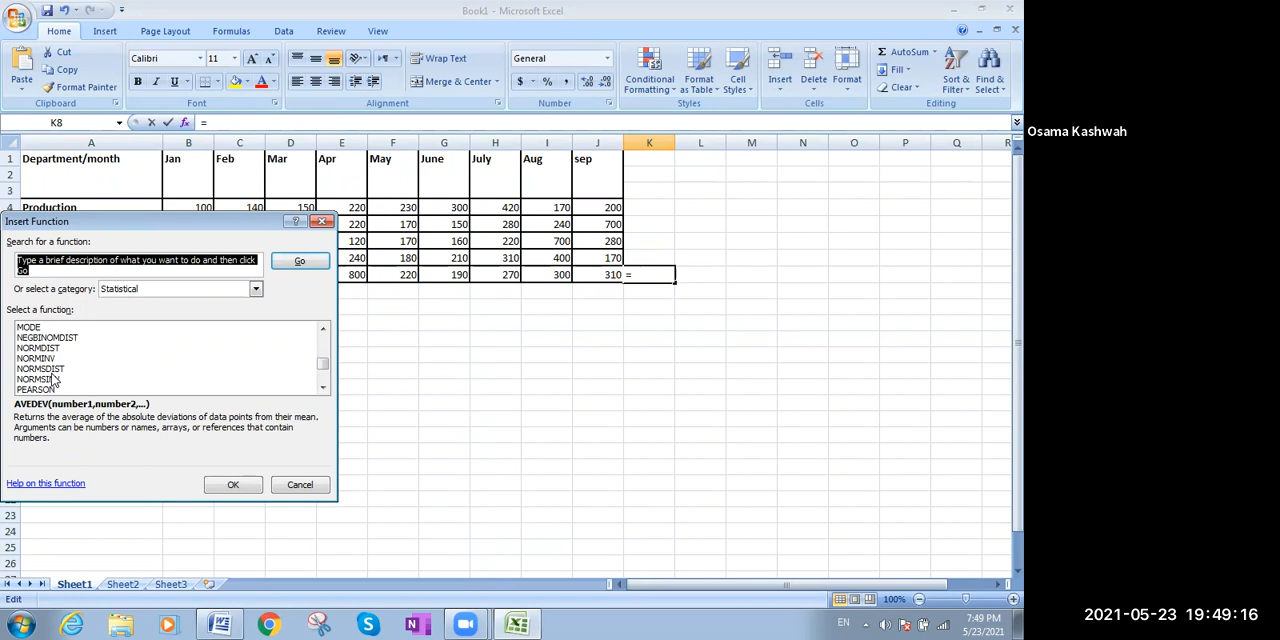 Book1 - Microsoft Excel
Home Insert Page Layout Formulas Data Review View
Paste
Cut
Copy
Format Painter
Clipboard
Calibri 11
B I U
Font
Wrap Text
Merge & Center
Alignment
General
$ % ,
Number
Conditional Formatting
Format as Table
Cell Styles
Styles
Insert Delete Format
Cells
Σ AutoSum
Fill
Clear
Sort & Filter
Find & Select
Editing
K8 fx =
A B C D E F G H I J K L M N O P Q R
1 Department/month Jan Feb Mar Apr May June July Aug sep
2
3
4 Production 100 140 150 220 230 300 420 170 200
220 170 150 280 240 700
120 170 160 220 700 280
240 180 210 310 400 170
800 220 190 270 300 310 =
Insert Function
Search for a function:
Type a brief description of what you want to do and then click
Go
Go
Or select a category: Statistical
Select a function:
MODE
NEGBINOMDIST
NORMDIST
NORMINV
NORMSDIST
PEARSON
AVEDEV(number1,number2,...)
Returns the average of the absolute deviations of data points from their mean.
Arguments can be numbers or names, arrays, or references that contain
numbers.
Help on this function
OK Cancel
23
24
25
26
Sheet1 Sheet2 Sheet3
Edit 100%
EN 7:49 PM
5/23/2021
Osama Kashwah
2021-05-23 19:49:16